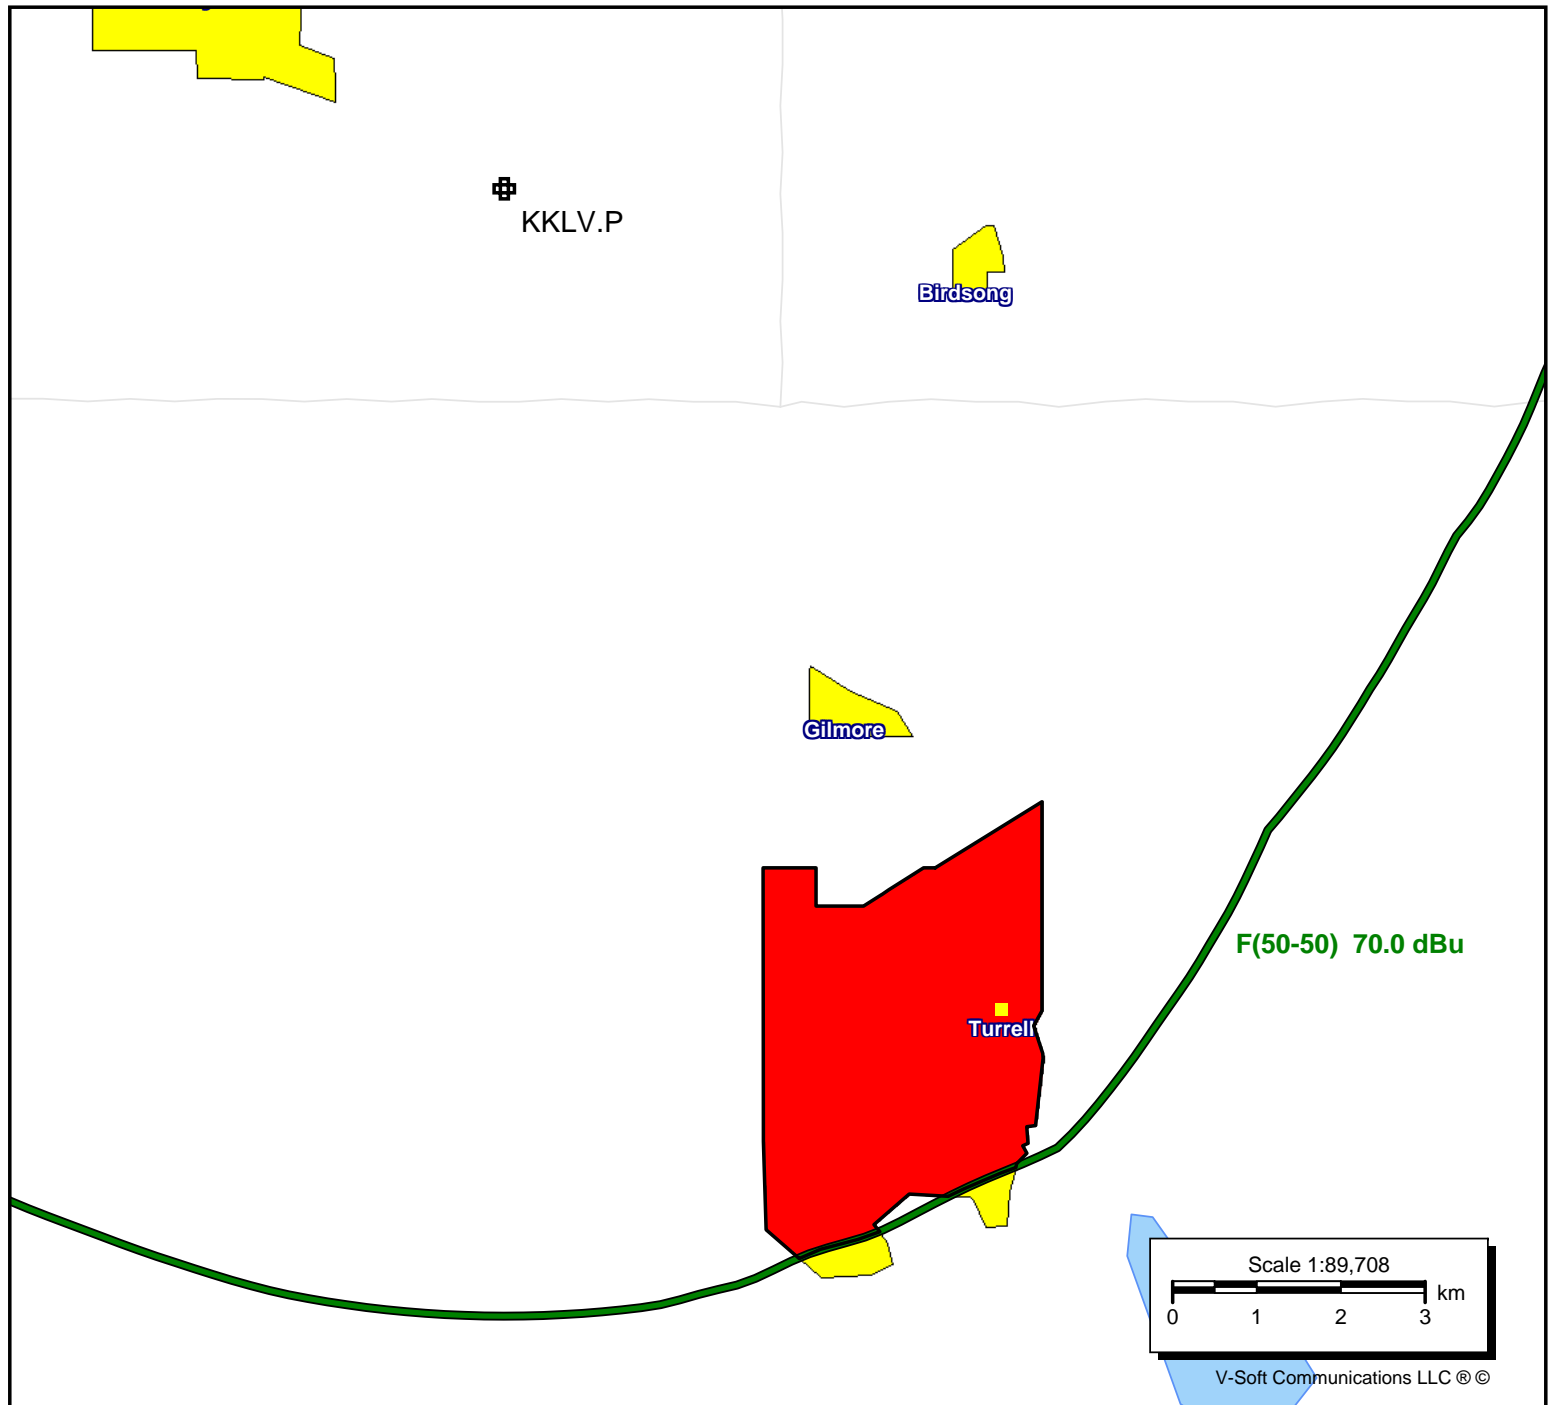 KKLV.P
Birdsong
Gilmore
F(50-50) 70.0 dBu
Turrell
Scale 1:89,708
km
0 1 2 3
V-Soft Communications LLC ® ©